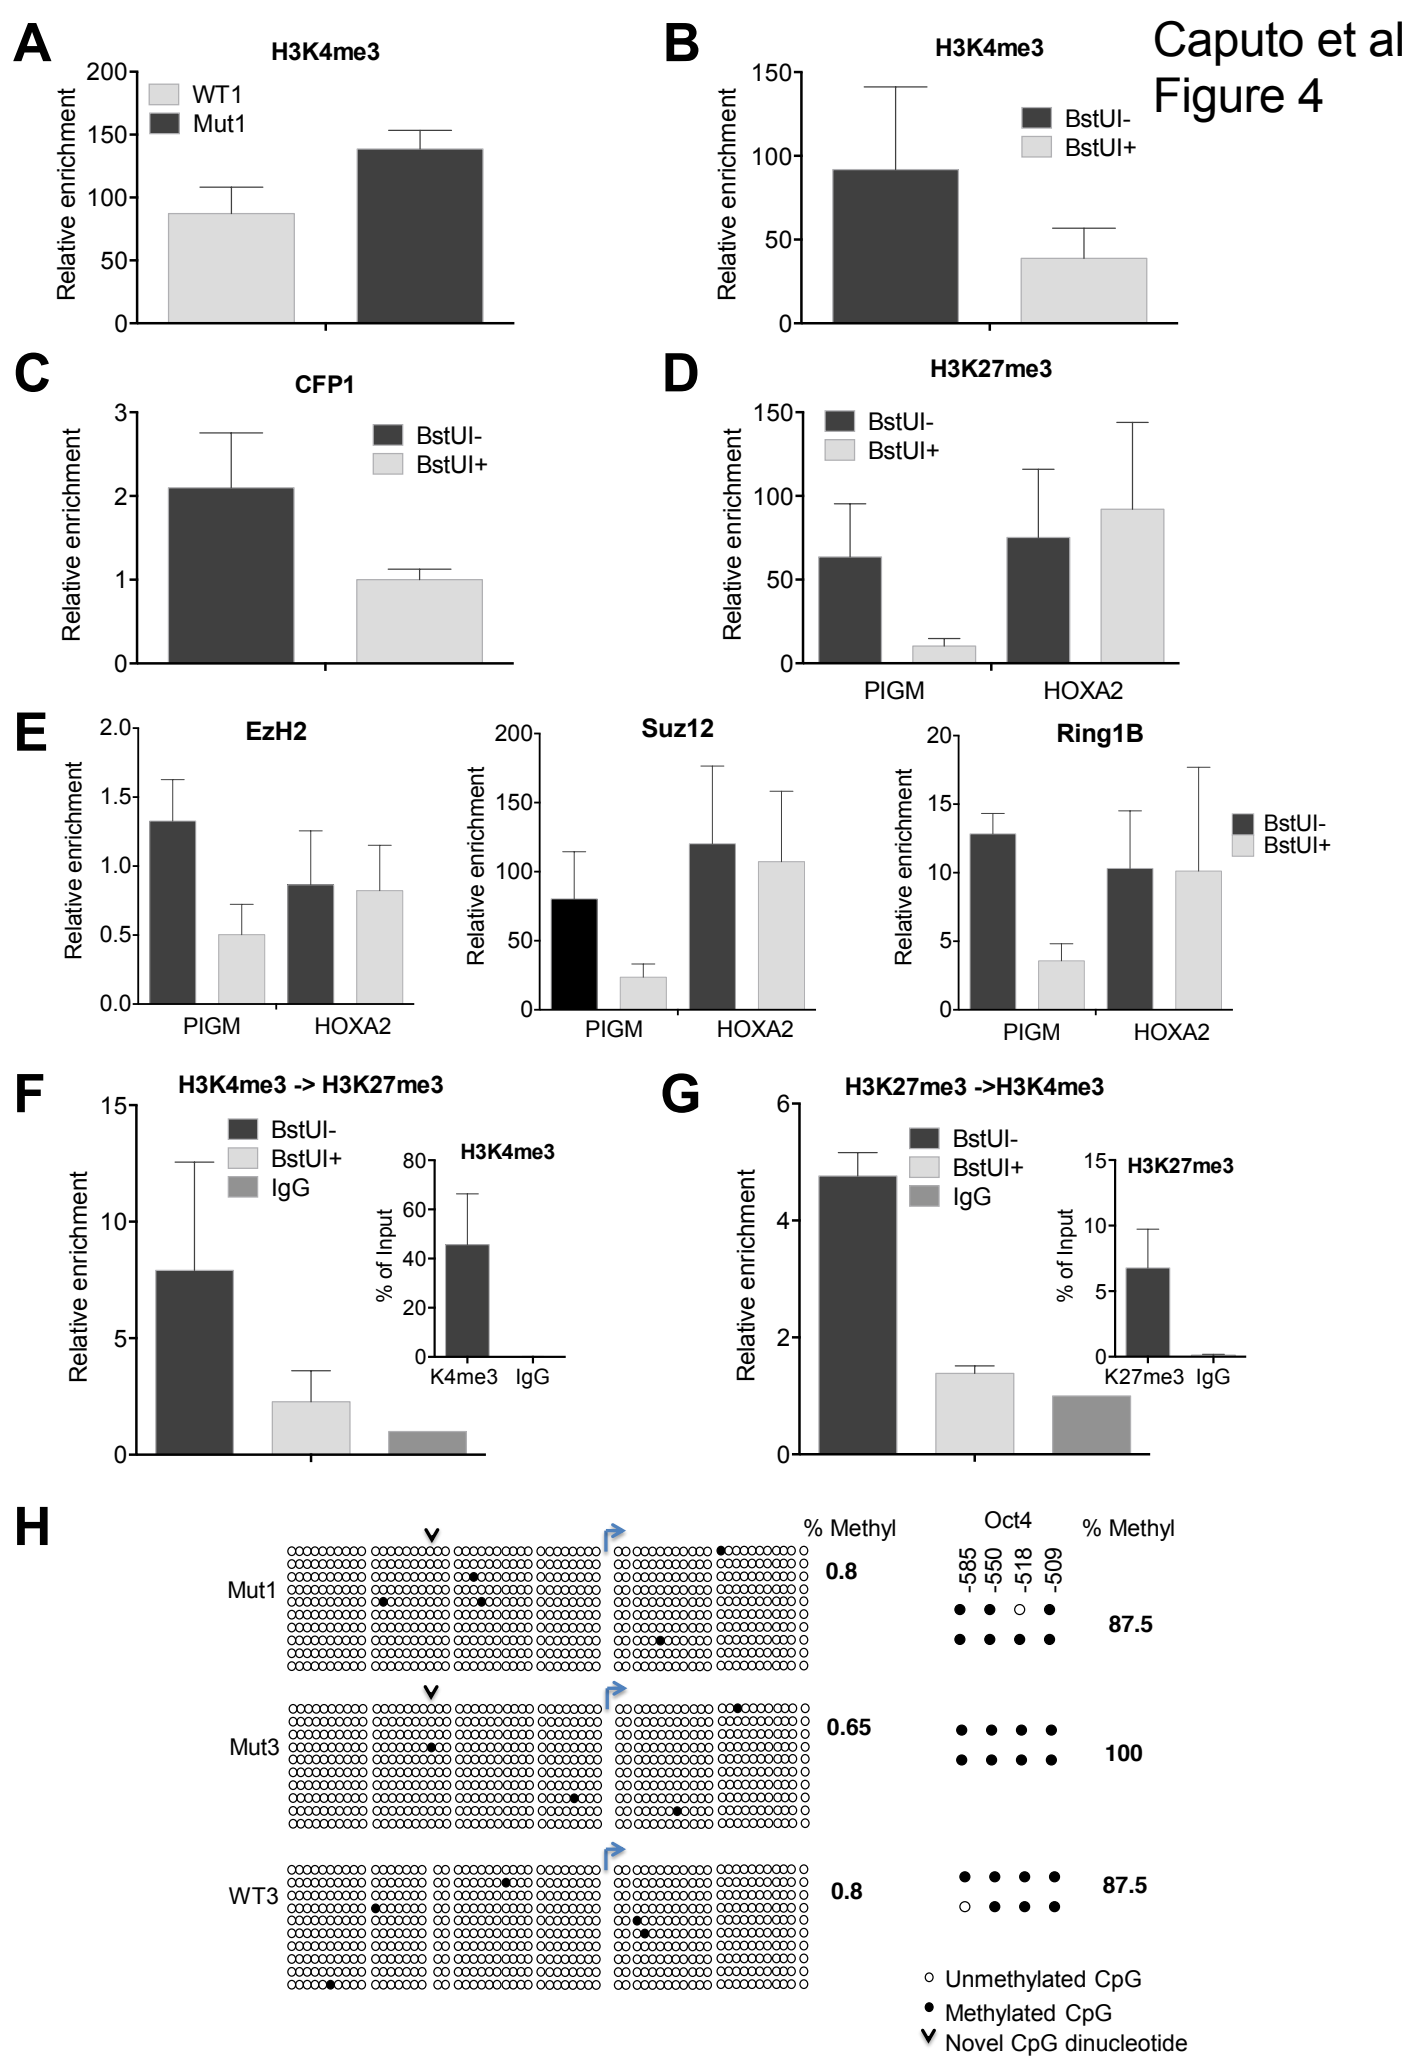 Caputo et al
Figure 4
A
H3K4me3
Relative enrichment
200
150
100
50
0
WT1
Mut1
B
H3K4me3
Relative enrichment
150
100
50
0
BstUI-
BstUI+
C
CFP1
Relative enrichment
3
2
1
0
BstUI-
BstUI+
D
H3K27me3
Relative enrichment
150
100
50
0
BstUI-
BstUI+
PIGM
HOXA2
E
EzH2
Relative enrichment
2.0
1.5
1.0
0.5
0.0
PIGM
HOXA2
Suz12
Relative enrichment
200
150
100
50
0
PIGM
HOXA2
Ring1B
Relative enrichment
20
15
10
5
0
PIGM
HOXA2
BstUI-
BstUI+
F
H3K4me3 -> H3K27me3
Relative enrichment
15
10
5
0
BstUI-
BstUI+
IgG
H3K4me3
% of Input
80
60
40
20
0
K4me3 IgG
G
H3K27me3 ->H3K4me3
Relative enrichment
6
4
2
0
BstUI-
BstUI+
IgG
H3K27me3
% of Input
15
10
5
0
K27me3 IgG
H
% Methyl
Oct4
% Methyl
-585
-550
-518
-509
Mut1
0.8
87.5
Mut3
0.65
100
WT3
0.8
87.5
Unmethylated CpG
Methylated CpG
Novel CpG dinucleotide